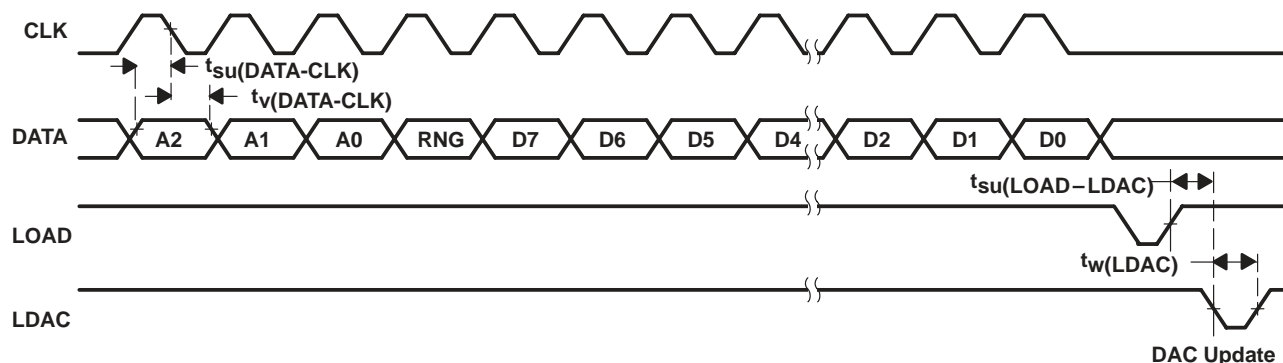 CLK
tsu(DATA-CLK)
tv(DATA-CLK)
DATA A2 A1 A0 RNG D7 D6 D5 D4 D2 D1 D0
tsu(LOAD–LDAC)
LOAD
tw(LDAC)
LDAC
DAC Update